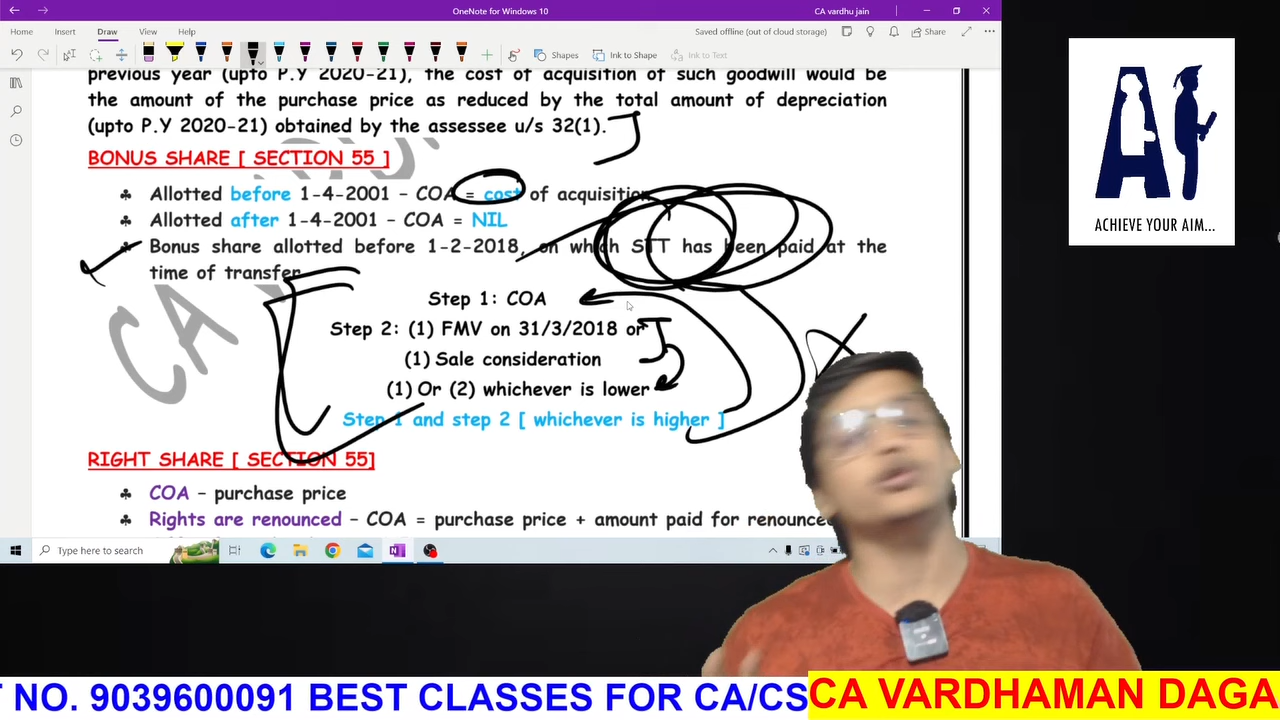 OneNote for Windows 10
CA vardhu jain
Home Insert Draw View Help
Saved offline (out of cloud storage)
Share
Shapes Ink to Shape Ink to Text
previous year (upto P.Y 2020-21), the cost of acquisition of such goodwill would be
the amount of the purchase price as reduced by the total amount of depreciation
(upto P.Y 2020-21) obtained by the assessee u/s 32(1).
BONUS SHARE [ SECTION 55 ]
♣ Allotted before 1-4-2001 – COA = cost of acquisition
♣ Allotted after 1-4-2001 – COA = NIL
♣ Bonus share allotted before 1-2-2018, on which STT has been paid at the
time of transfer
Step 1: COA
Step 2: (1) FMV on 31/3/2018 or
(1) Sale consideration
(1) Or (2) whichever is lower
Step 1 and step 2 [ whichever is higher ]
RIGHT SHARE [ SECTION 55]
♣ COA – purchase price
♣ Rights are renounced – COA = purchase price + amount paid for renounced
CA
Type here to search
AI
ACHIEVE YOUR AIM...
T NO. 9039600091 BEST CLASSES FOR CA/CS
CA VARDHAMAN DAGA